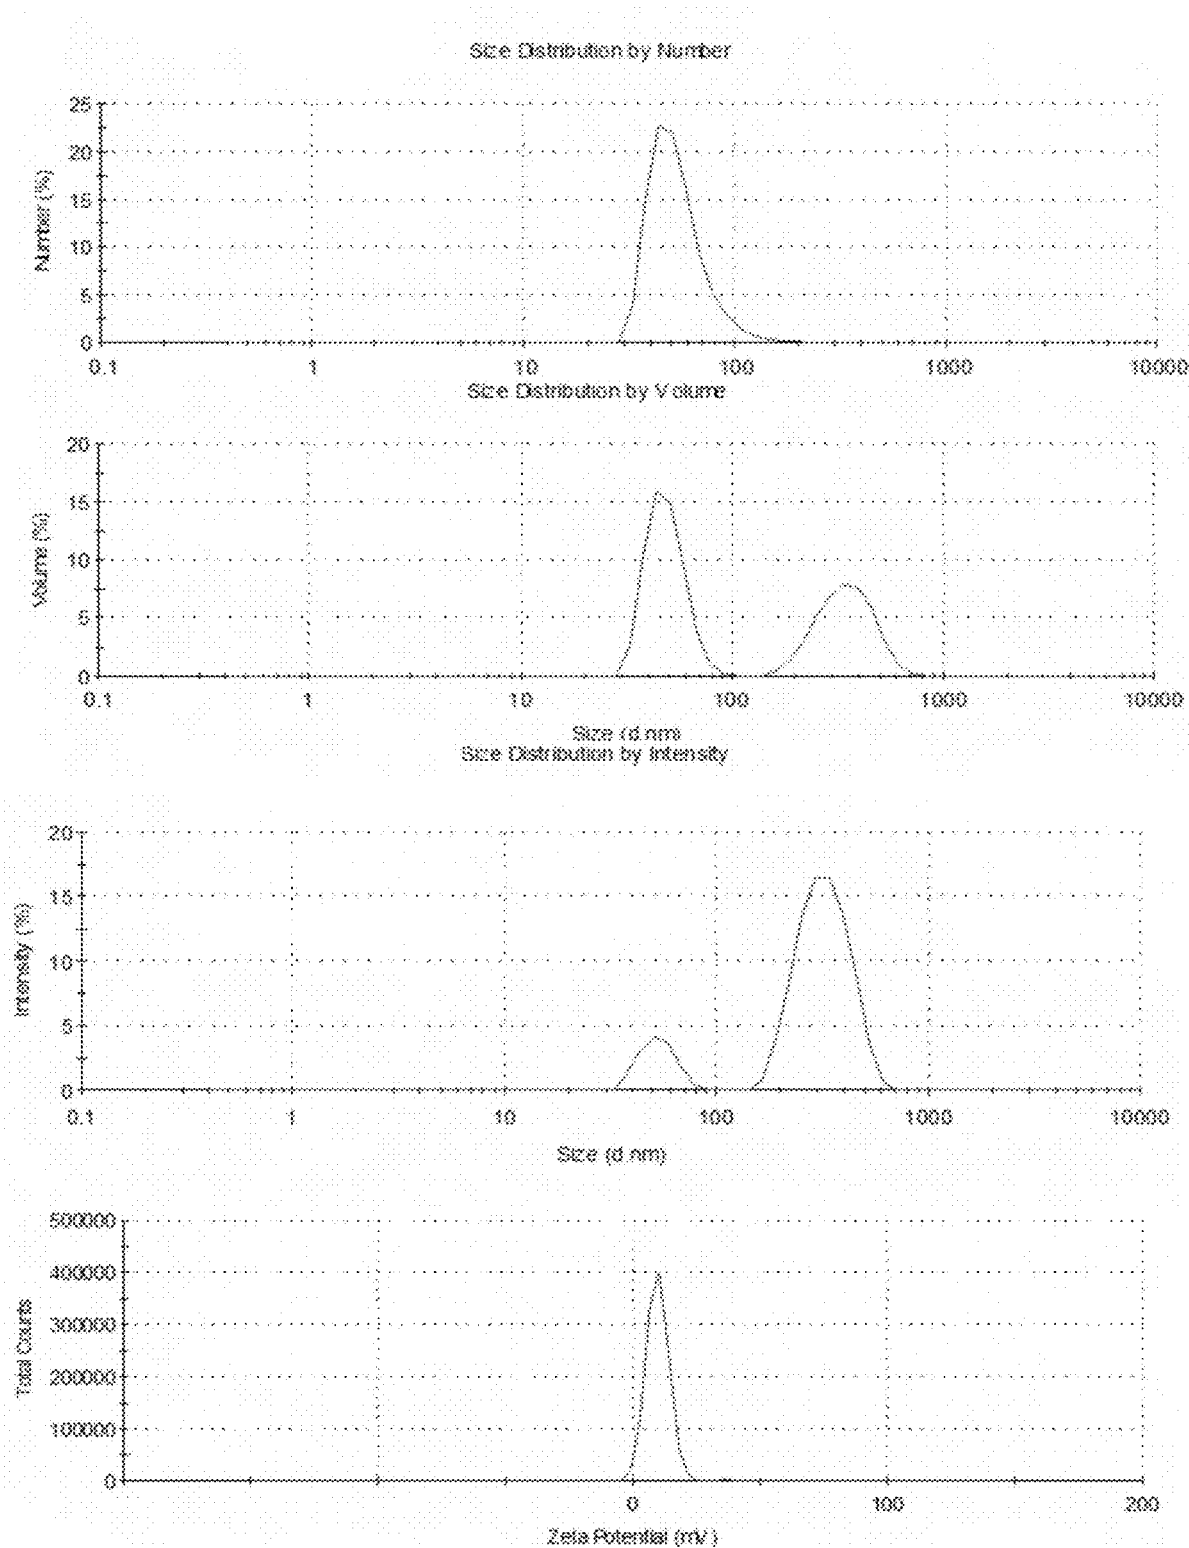 Size Distribution by Number
25
20
15
10
5
0
Number (%)
0.1 1 10 100 1000 10000
Size Distribution by Volume
20
15
10
5
0
Volume (%)
0.1 1 10 100 1000 10000
Size (d.nm)
Size Distribution by Intensity
20
15
10
5
0
Intensity (%)
0.1 1 10 100 1000 10000
Size (d.nm)
500000
400000
300000
200000
100000
0
Total Counts
0 100 200
Zeta Potential (mV)